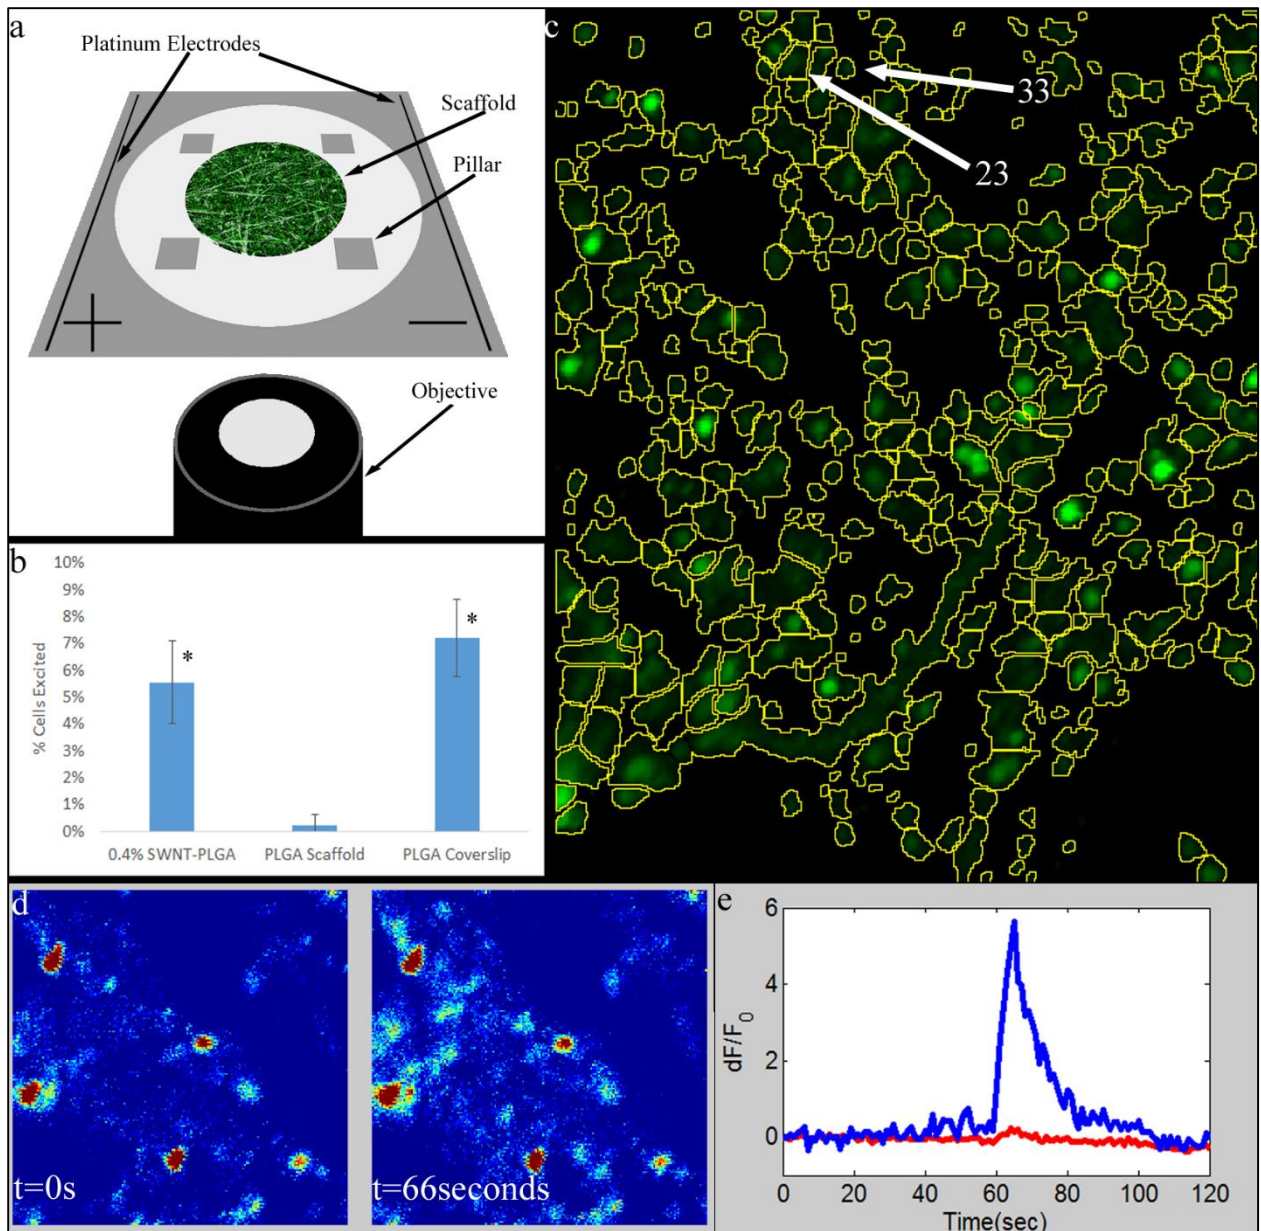 a
Platinum Electrodes
Scaffold
Pillar
Objective
b
10%
9%
8%
7%
6%
5%
4%
3%
2%
1%
0%
% Cells Excited
*
*
0.4% SWNT-PLGA
PLGA Scaffold
PLGA Coverslip
c
33
23
d
t=0s
t=66seconds
e
6
4
2
0
dF/F₀
0
20
40
60
80
100
120
Time(sec)